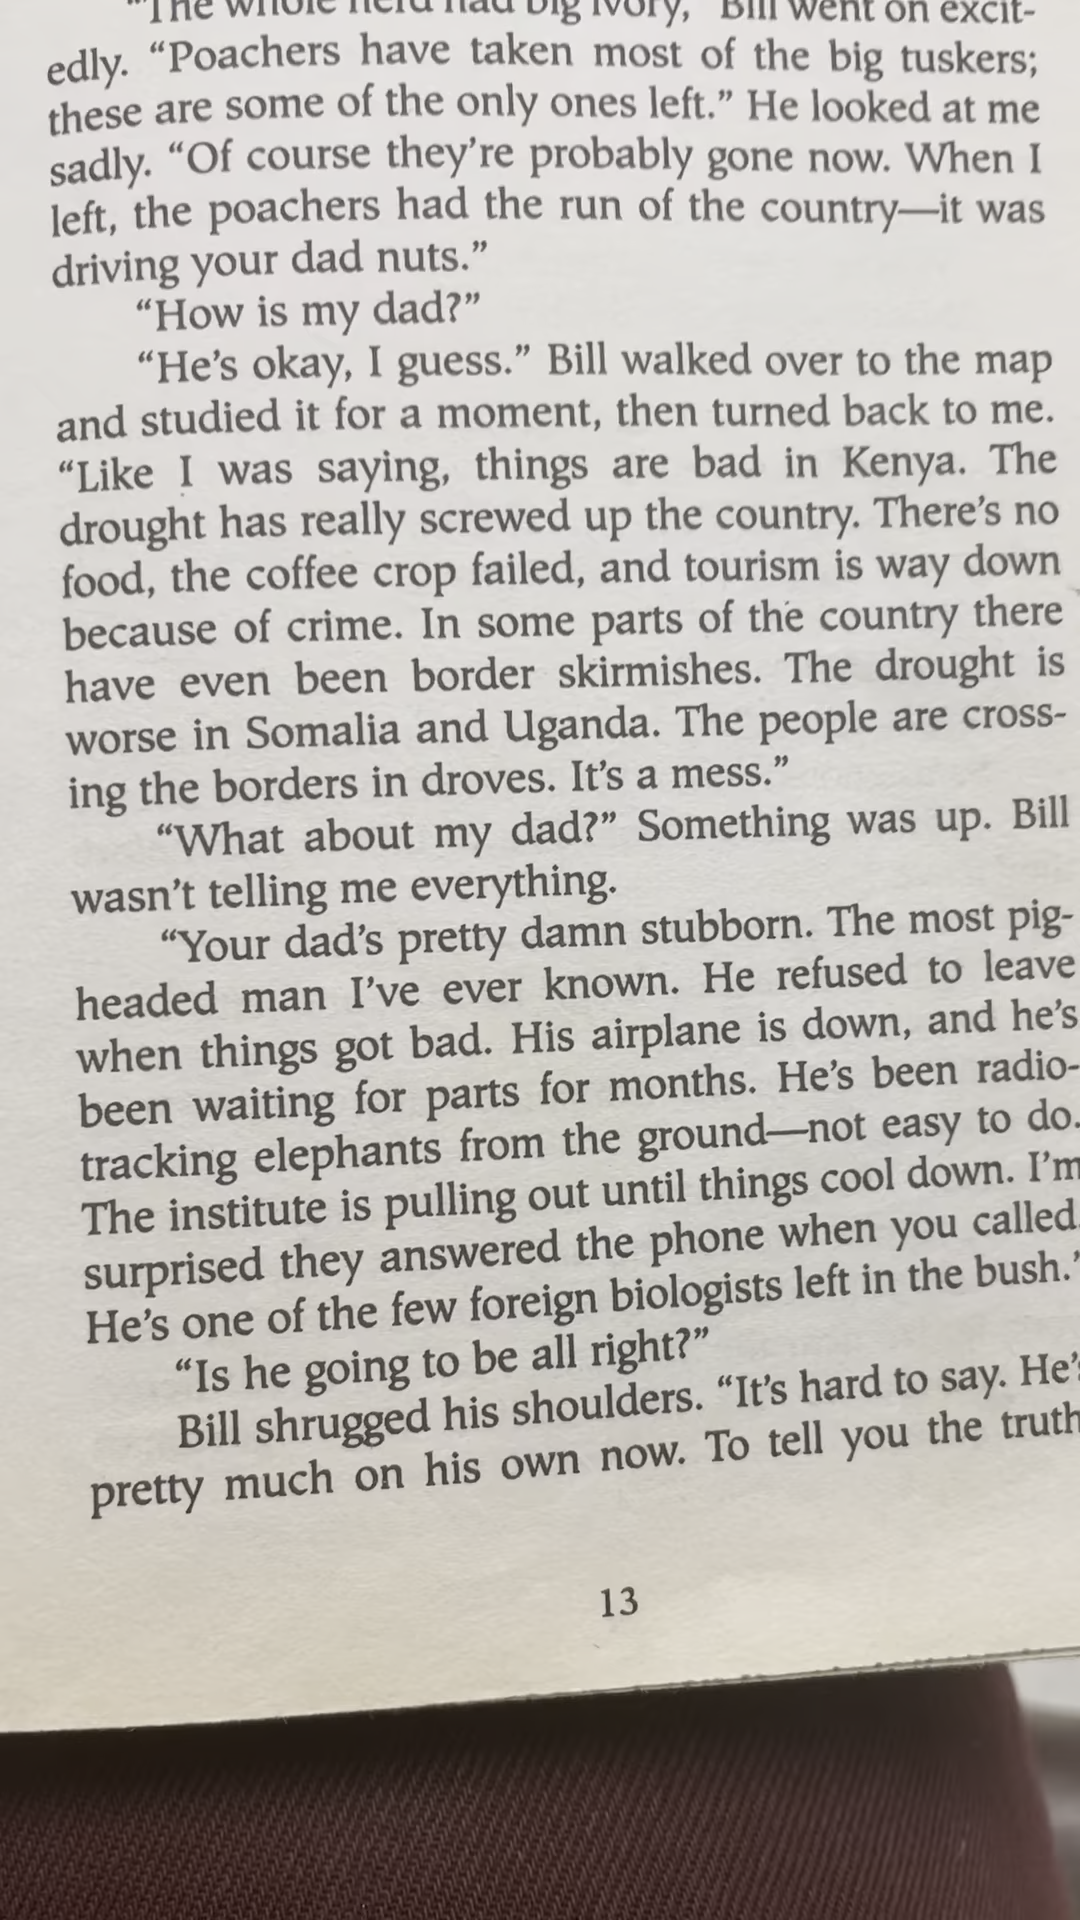 "The whole herd had big ivory," Bill went on excit-
edly. "Poachers have taken most of the big tuskers;
these are some of the only ones left." He looked at me
sadly. "Of course they're probably gone now. When I
left, the poachers had the run of the country—it was
driving your dad nuts."
"How is my dad?"
"He's okay, I guess." Bill walked over to the map
and studied it for a moment, then turned back to me.
"Like I was saying, things are bad in Kenya. The
drought has really screwed up the country. There's no
food, the coffee crop failed, and tourism is way down
because of crime. In some parts of the country there
have even been border skirmishes. The drought is
worse in Somalia and Uganda. The people are cross-
ing the borders in droves. It's a mess."
"What about my dad?" Something was up. Bill
wasn't telling me everything.
"Your dad's pretty damn stubborn. The most pig-
headed man I've ever known. He refused to leave
when things got bad. His airplane is down, and he's
been waiting for parts for months. He's been radio-
tracking elephants from the ground—not easy to do.
The institute is pulling out until things cool down. I'm
surprised they answered the phone when you called.
He's one of the few foreign biologists left in the bush."
"Is he going to be all right?"
Bill shrugged his shoulders. "It's hard to say. He's
pretty much on his own now. To tell you the truth
13